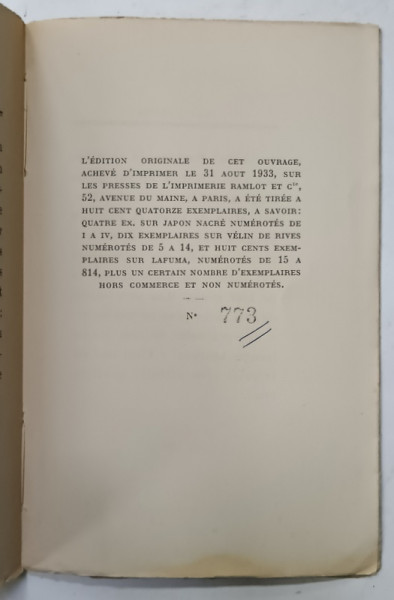 L'ÉDITION ORIGINALE DE CET OUVRAGE,
ACHEVÉ D'IMPRIMER LE 31 AOUT 1933, SUR
LES PRESSES DE L'IMPRIMERIE RAMLOT ET Cie,
52, AVENUE DU MAINE, A PARIS, A ÉTÉ TIRÉE A
HUIT CENT QUATORZE EXEMPLAIRES, A SAVOIR:
QUATRE EX. SUR JAPON NACRÉ NUMÉROTÉS DE
I A IV, DIX EXEMPLAIRES SUR VÉLIN DE RIVES
NUMÉROTÉS DE 5 A 14, ET HUIT CENTS EXEM-
PLAIRES SUR LAFUMA, NUMÉROTÉS DE 15 A
814, PLUS UN CERTAIN NOMBRE D'EXEMPLAIRES
HORS COMMERCE ET NON NUMÉROTÉS.
N° 773